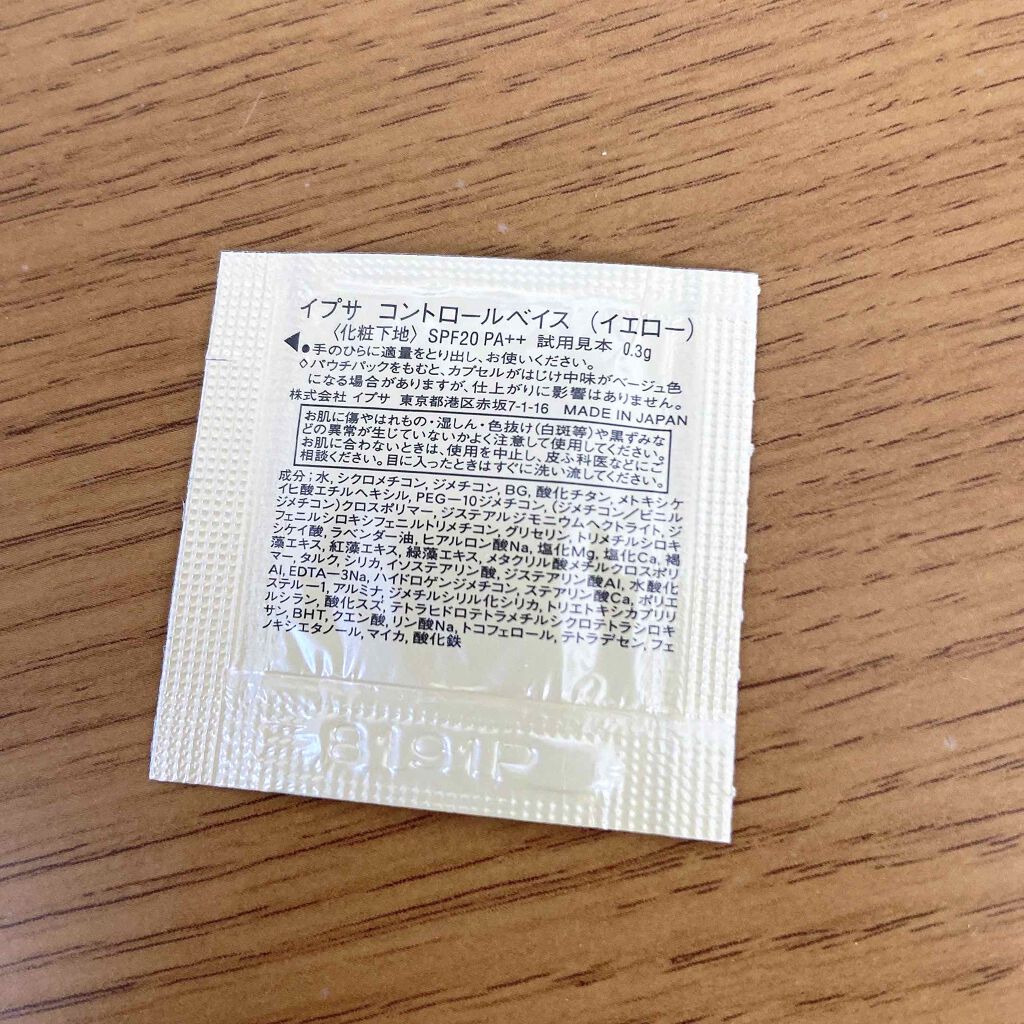 イプサ コントロールベイス (イエロー)
〈化粧下地〉 SPF20 PA++ 試用見本 0.3g
◀●手のひらに適量をとり出し、お使いください。
◇パウチパックをもむと、カプセルがはじけ中味がベージュ色
になる場合がありますが、仕上がりに影響はありません。
株式会社 イプサ 東京都港区赤坂7-1-16 MADE IN JAPAN
お肌に傷やはれもの・湿しん・色抜け(白斑等)や黒ずみな
どの異常が生じていないかよく注意して使用してください。
お肌に合わないときは、使用を中止し、皮ふ科医などにご
相談ください。目に入ったときはすぐに洗い流してください。
成分；水, シクロメチコン, ジメチコン, BG, 酸化チタン, メトキシケ
イヒ酸エチルヘキシル, PEG－10ジメチコン, (ジメチコン／ビニル
ジメチコン)クロスポリマー, ジステアルジモニウムヘクトライト, ジ
フェニルシロキシフェニルトリメチコン, グリセリン, トリメチルシロキ
シケイ酸, ラベンダー油, ヒアルロン酸Na, 塩化Mg, 塩化Ca, 褐
藻エキス, 紅藻エキス, 緑藻エキス, メタクリル酸メチルクロスポリ
マー, タルク, シリカ, イソステアリン酸, ジステアリン酸Al, 水酸化
Al, EDTA－3Na, ハイドロゲンジメチコン, ステアリン酸Ca, ポリエ
ステル－1, アルミナ, ジメチルシリル化シリカ, トリエトキシカプリリ
ルシラン, 酸化スズ, テトラヒドロテトラメチルシクロテトラシロキ
サン, BHT, クエン酸, リン酸Na, トコフェロール, テトラデセン, フェ
ノキシエタノール, マイカ, 酸化鉄
8191P